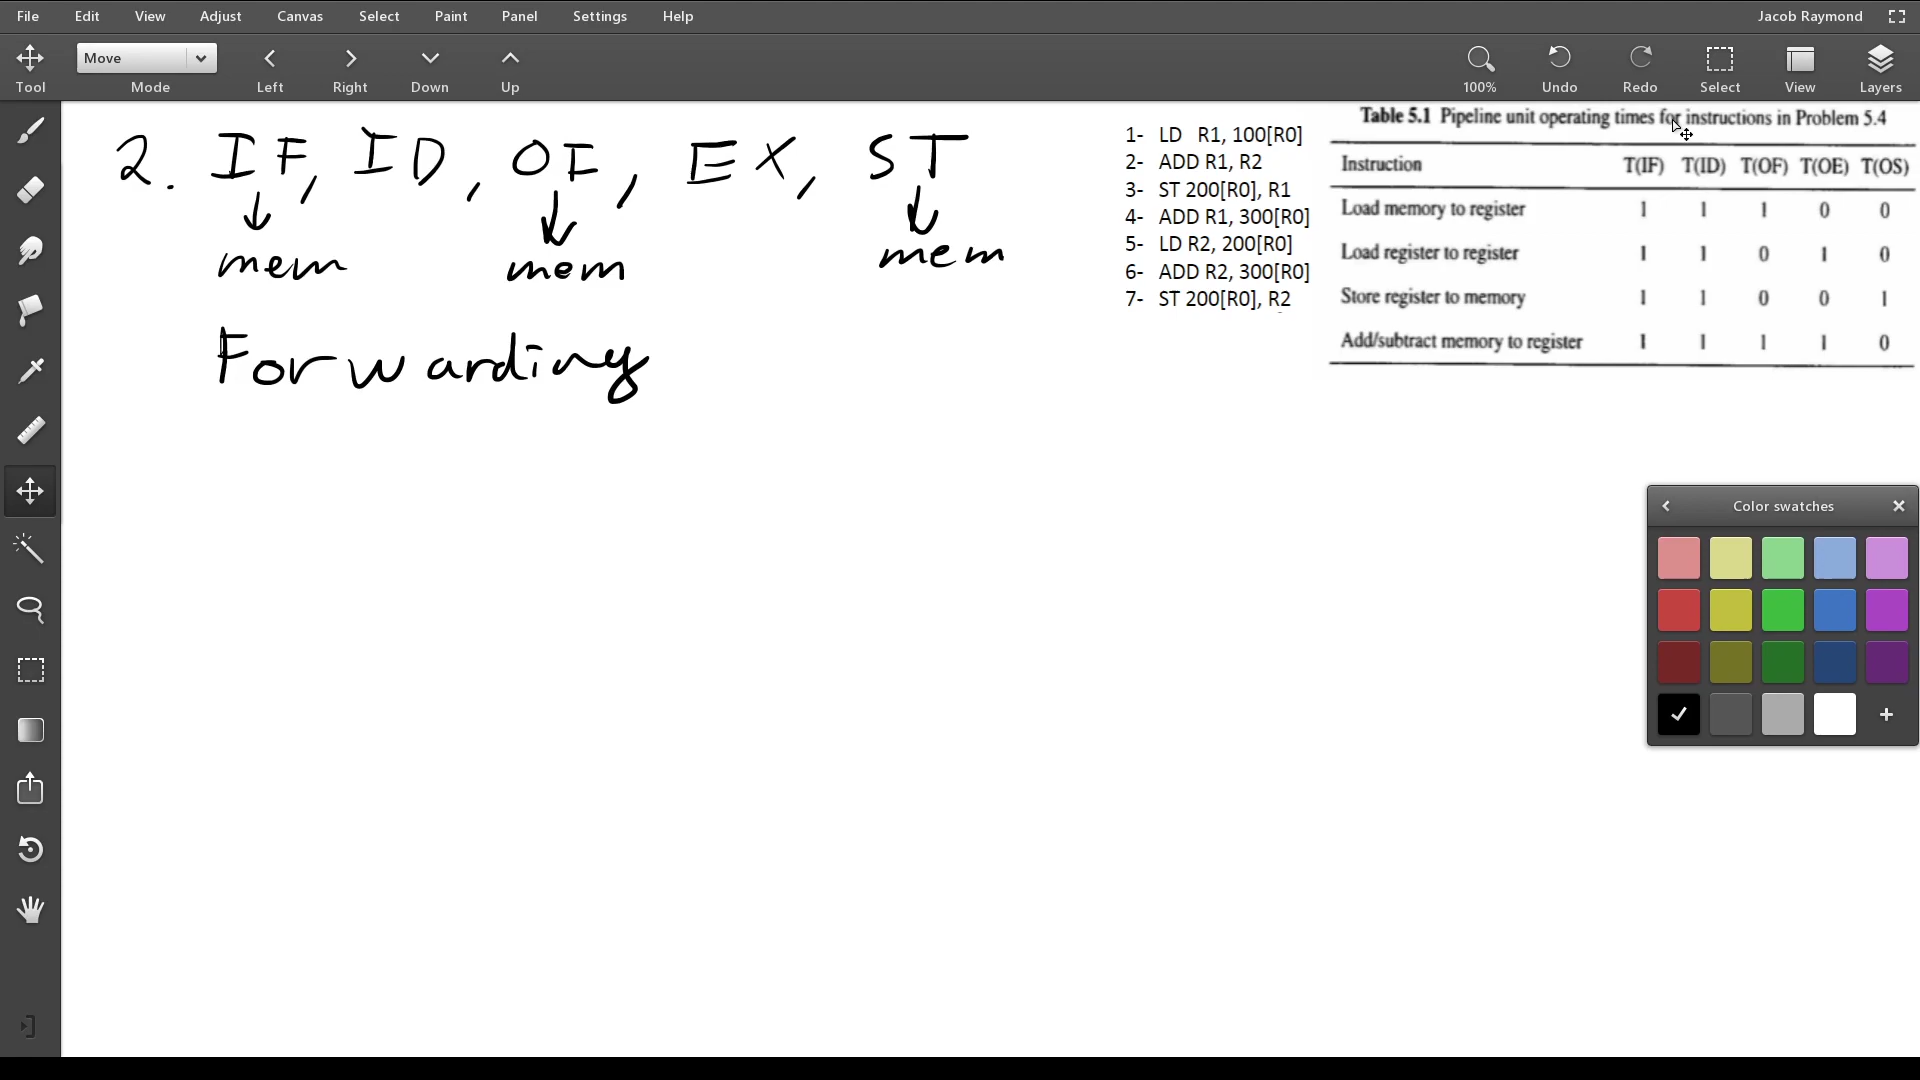 File Edit View Adjust Canvas Select Paint Panel Settings Help Jacob Raymond
Move
Tool Mode Left Right Down Up 100% Undo Redo Select View Layers
2. IF, ID, OF, EX, ST
mem mem mem
Forwarding
1- LD R1, 100[R0]
2- ADD R1, R2
3- ST 200[R0], R1
4- ADD R1, 300[R0]
5- LD R2, 200[R0]
6- ADD R2, 300[R0]
7- ST 200[R0], R2
Table 5.1 Pipeline unit operating times for instructions in Problem 5.4
Instruction T(IF) T(ID) T(OF) T(OE) T(OS)
Load memory to register 1 1 1 0 0
Load register to register 1 1 0 1 0
Store register to memory 1 1 0 0 1
Add/subtract memory to register 1 1 1 1 0
Color swatches